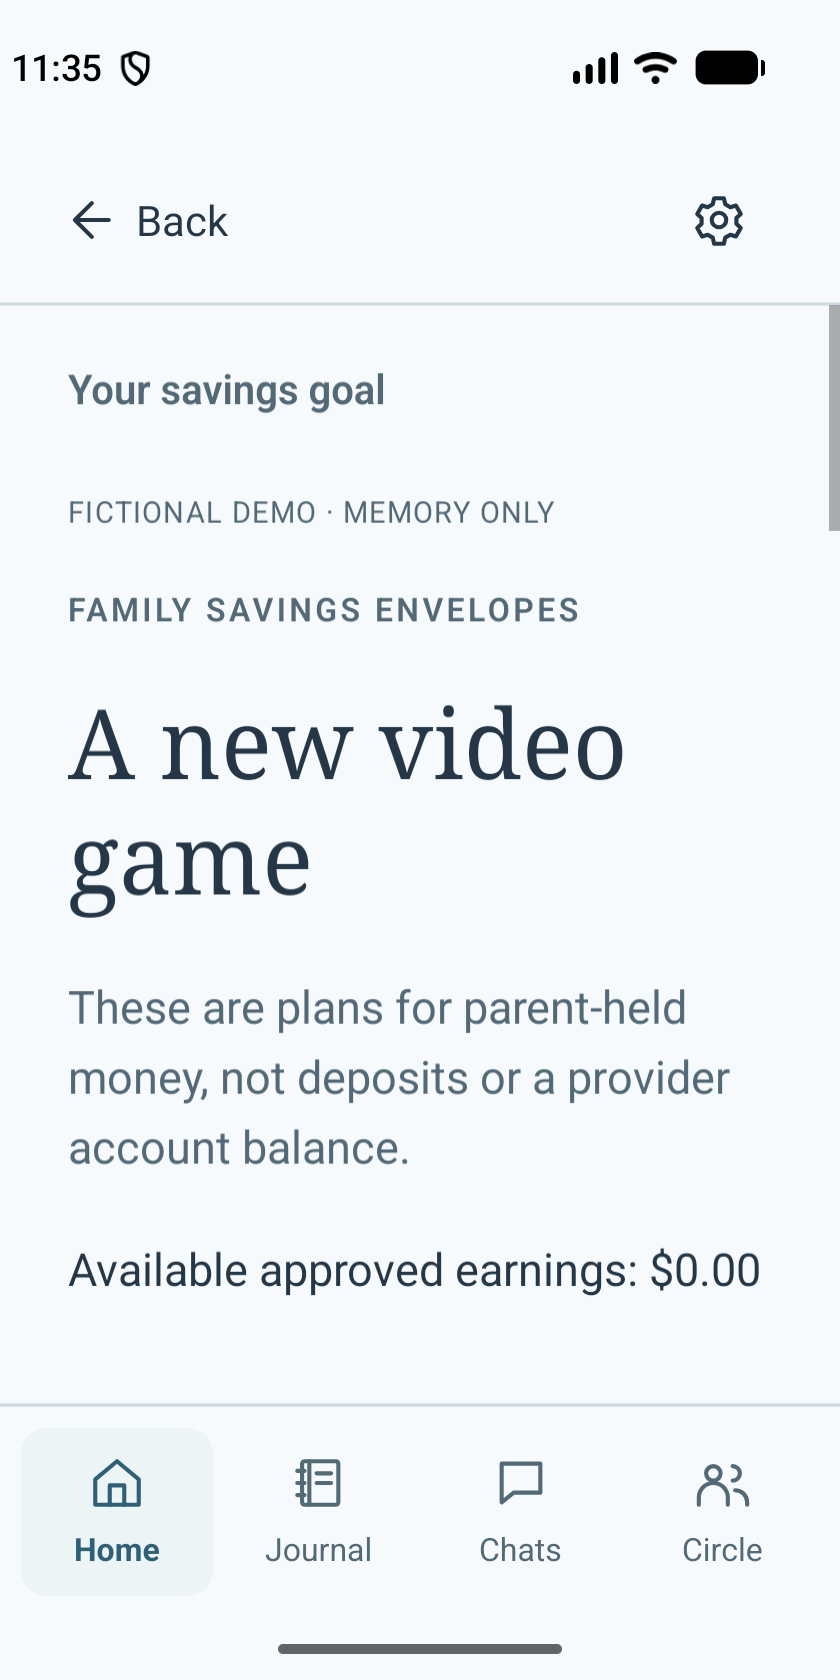 11:35
Back
Your savings goal
FICTIONAL DEMO · MEMORY ONLY
FAMILY SAVINGS ENVELOPES
A new video
game
These are plans for parent-held
money, not deposits or a provider
account balance.
Available approved earnings: $0.00
Home
Journal
Chats
Circle